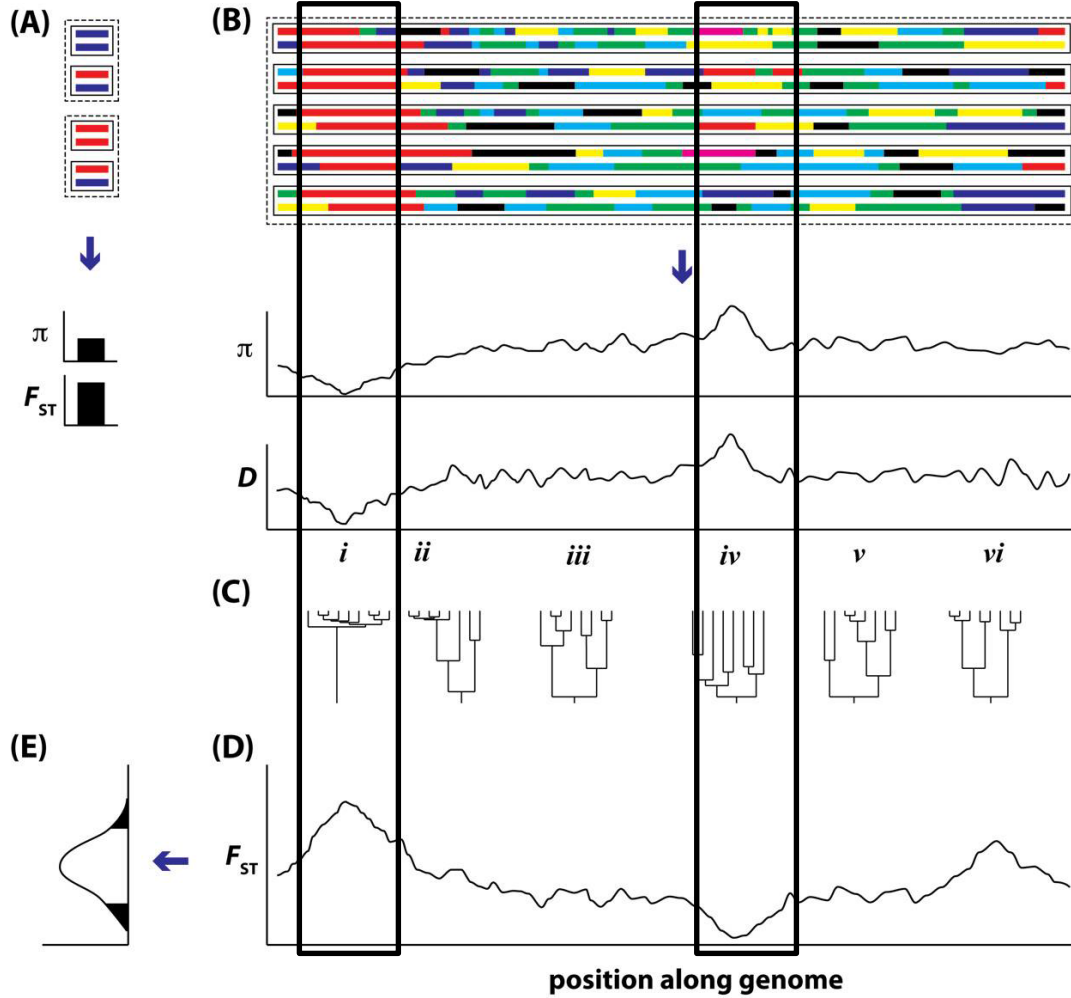 (A)
(B)
π
F_ST
π
D
i ii iii iv v vi
(C)
(E)
(D)
F_ST
position along genome